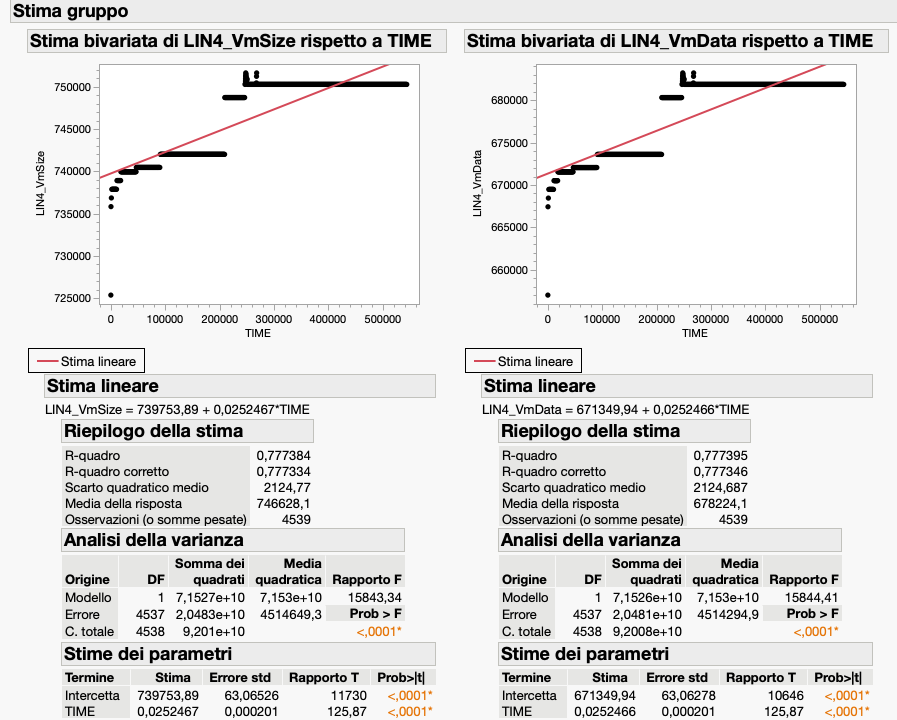 Stima gruppo
Stima bivariata di LIN4_VmSize rispetto a TIME
750000
745000
740000
735000
730000
725000
LIN4_VmSize
0 100000 200000 300000 400000 500000
TIME
Stima lineare
Stima lineare
LIN4_VmSize = 739753,89 + 0,0252467*TIME
Riepilogo della stima
R-quadro 0,777384
R-quadro corretto 0,777334
Scarto quadratico medio 2124,77
Media della risposta 746628,1
Osservazioni (o somme pesate) 4539
Analisi della varianza
Origine DF Somma dei quadrati Media quadratica Rapporto F
Modello 1 7,1527e+10 7,153e+10 15843,34
Errore 4537 2,0483e+10 4514649,3 Prob > F
C. totale 4538 9,201e+10 <,0001*
Stime dei parametri
Termine Stima Errore std Rapporto T Prob>|t|
Intercetta 739753,89 63,06526 11730 <,0001*
TIME 0,0252467 0,000201 125,87 <,0001*
Stima bivariata di LIN4_VmData rispetto a TIME
680000
675000
670000
665000
660000
LIN4_VmData
0 100000 200000 300000 400000 500000
TIME
Stima lineare
Stima lineare
LIN4_VmData = 671349,94 + 0,0252466*TIME
Riepilogo della stima
R-quadro 0,777395
R-quadro corretto 0,777346
Scarto quadratico medio 2124,687
Media della risposta 678224,1
Osservazioni (o somme pesate) 4539
Analisi della varianza
Origine DF Somma dei quadrati Media quadratica Rapporto F
Modello 1 7,1526e+10 7,153e+10 15844,41
Errore 4537 2,0481e+10 4514294,9 Prob > F
C. totale 4538 9,2008e+10 <,0001*
Stime dei parametri
Termine Stima Errore std Rapporto T Prob>|t|
Intercetta 671349,94 63,06278 10646 <,0001*
TIME 0,0252466 0,000201 125,87 <,0001*